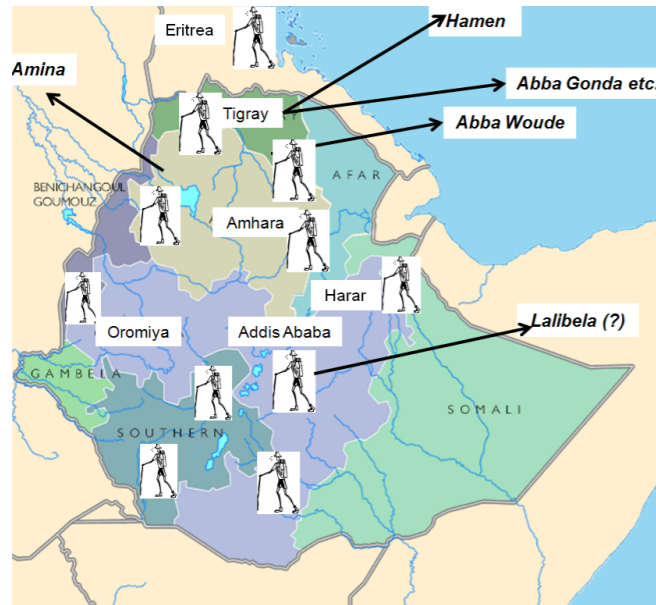 Eritrea
Hamen
Amina
Tigray
Abba Gonda etc.
Abba Woude
AFAR
BENICHANGOUL
GOUMOUZ
Amhara
Harar
Lalibela (?)
Oromiya
Addis Ababa
GAMBELA
SOMALI
SOUTHERN